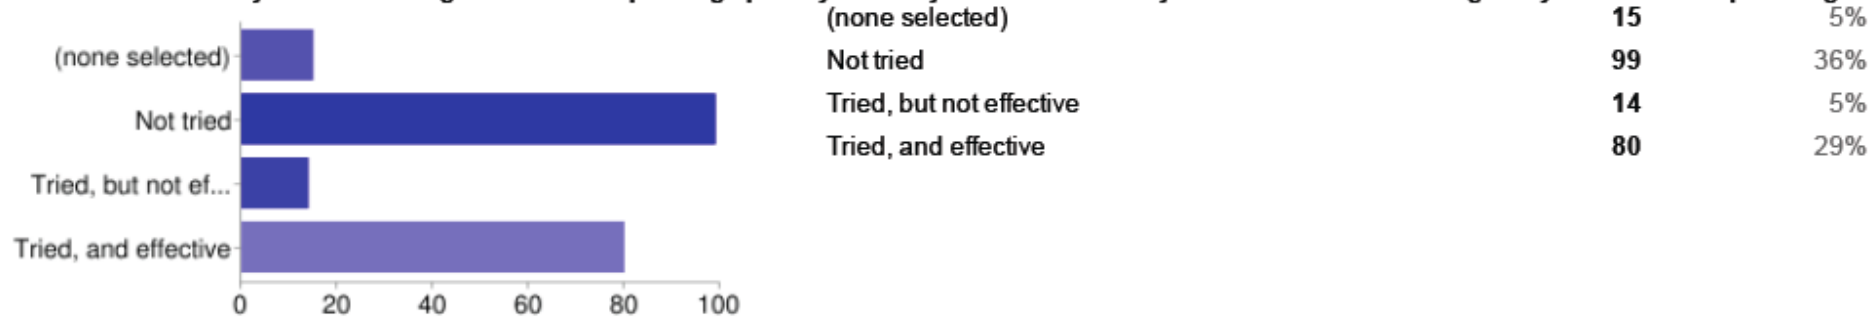 (none selected)
Not tried
Tried, but not ef...
Tried, and effective
0 20 40 60 80 100
(none selected) 15 5%
Not tried 99 36%
Tried, but not effective 14 5%
Tried, and effective 80 29%